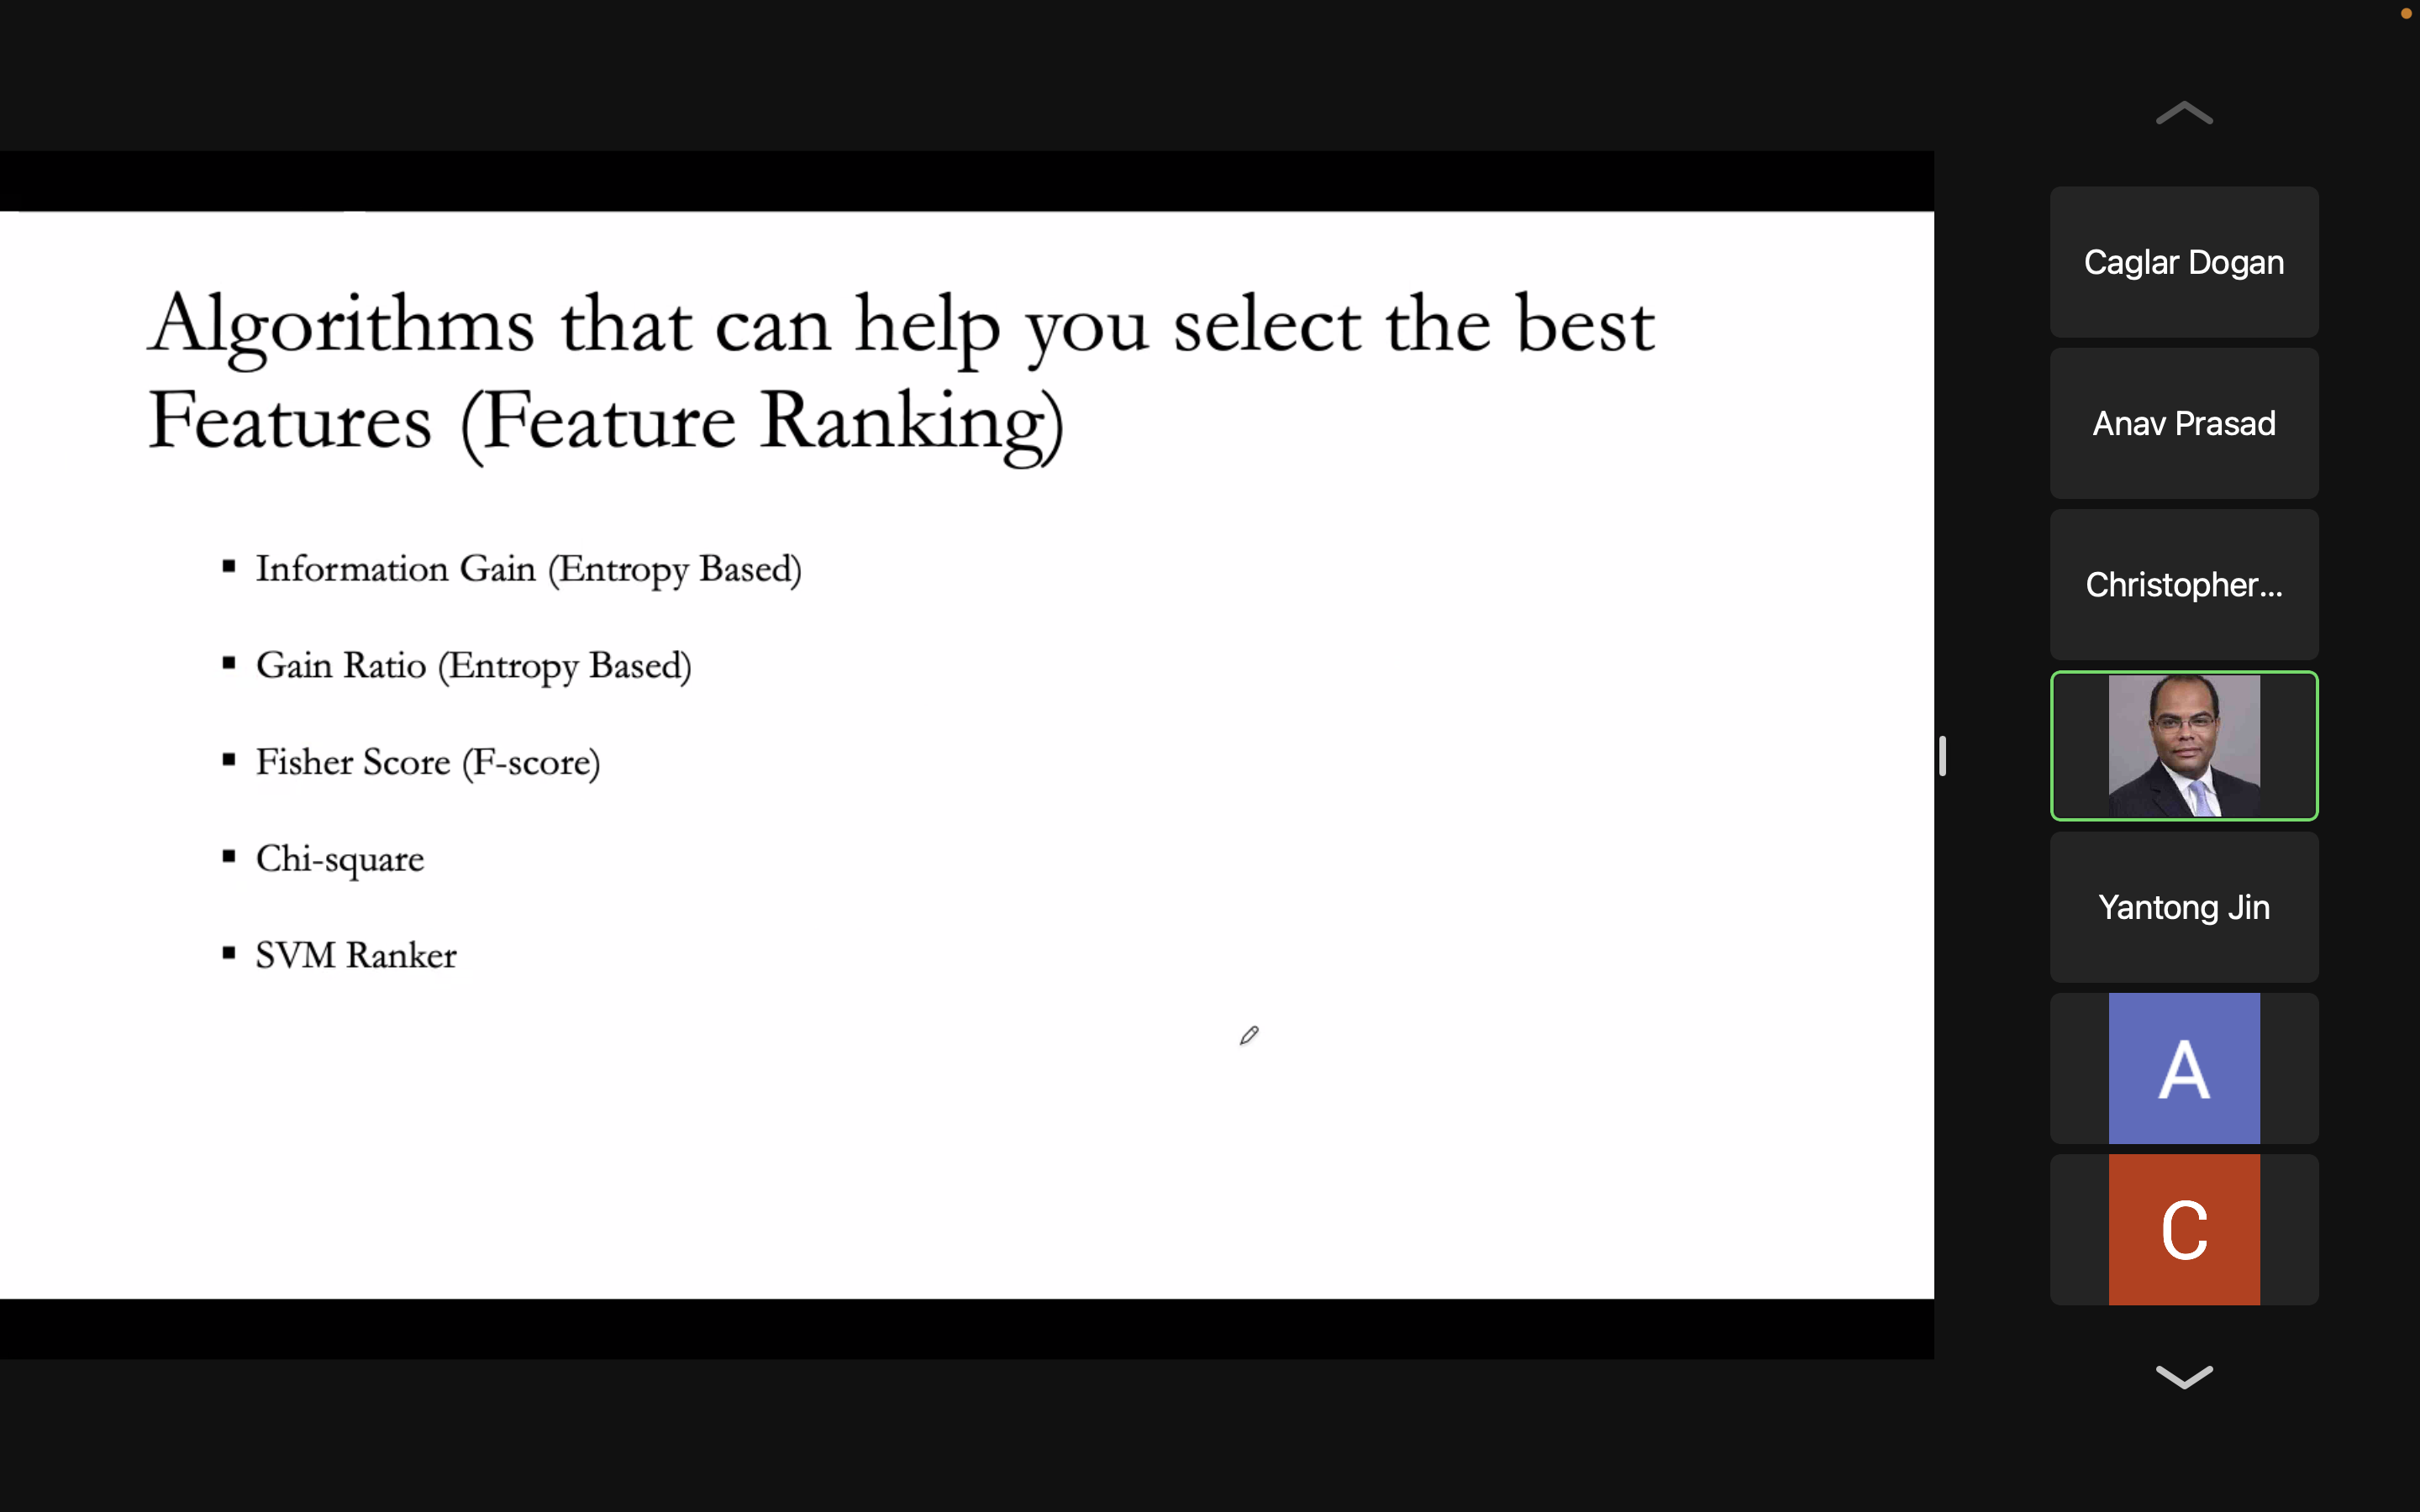 Algorithms that can help you select the best
Features (Feature Ranking)
▪ Information Gain (Entropy Based)
▪ Gain Ratio (Entropy Based)
▪ Fisher Score (F-score)
▪ Chi-square
▪ SVM Ranker
Caglar Dogan
Anav Prasad
Christopher...
Yantong Jin
A
C